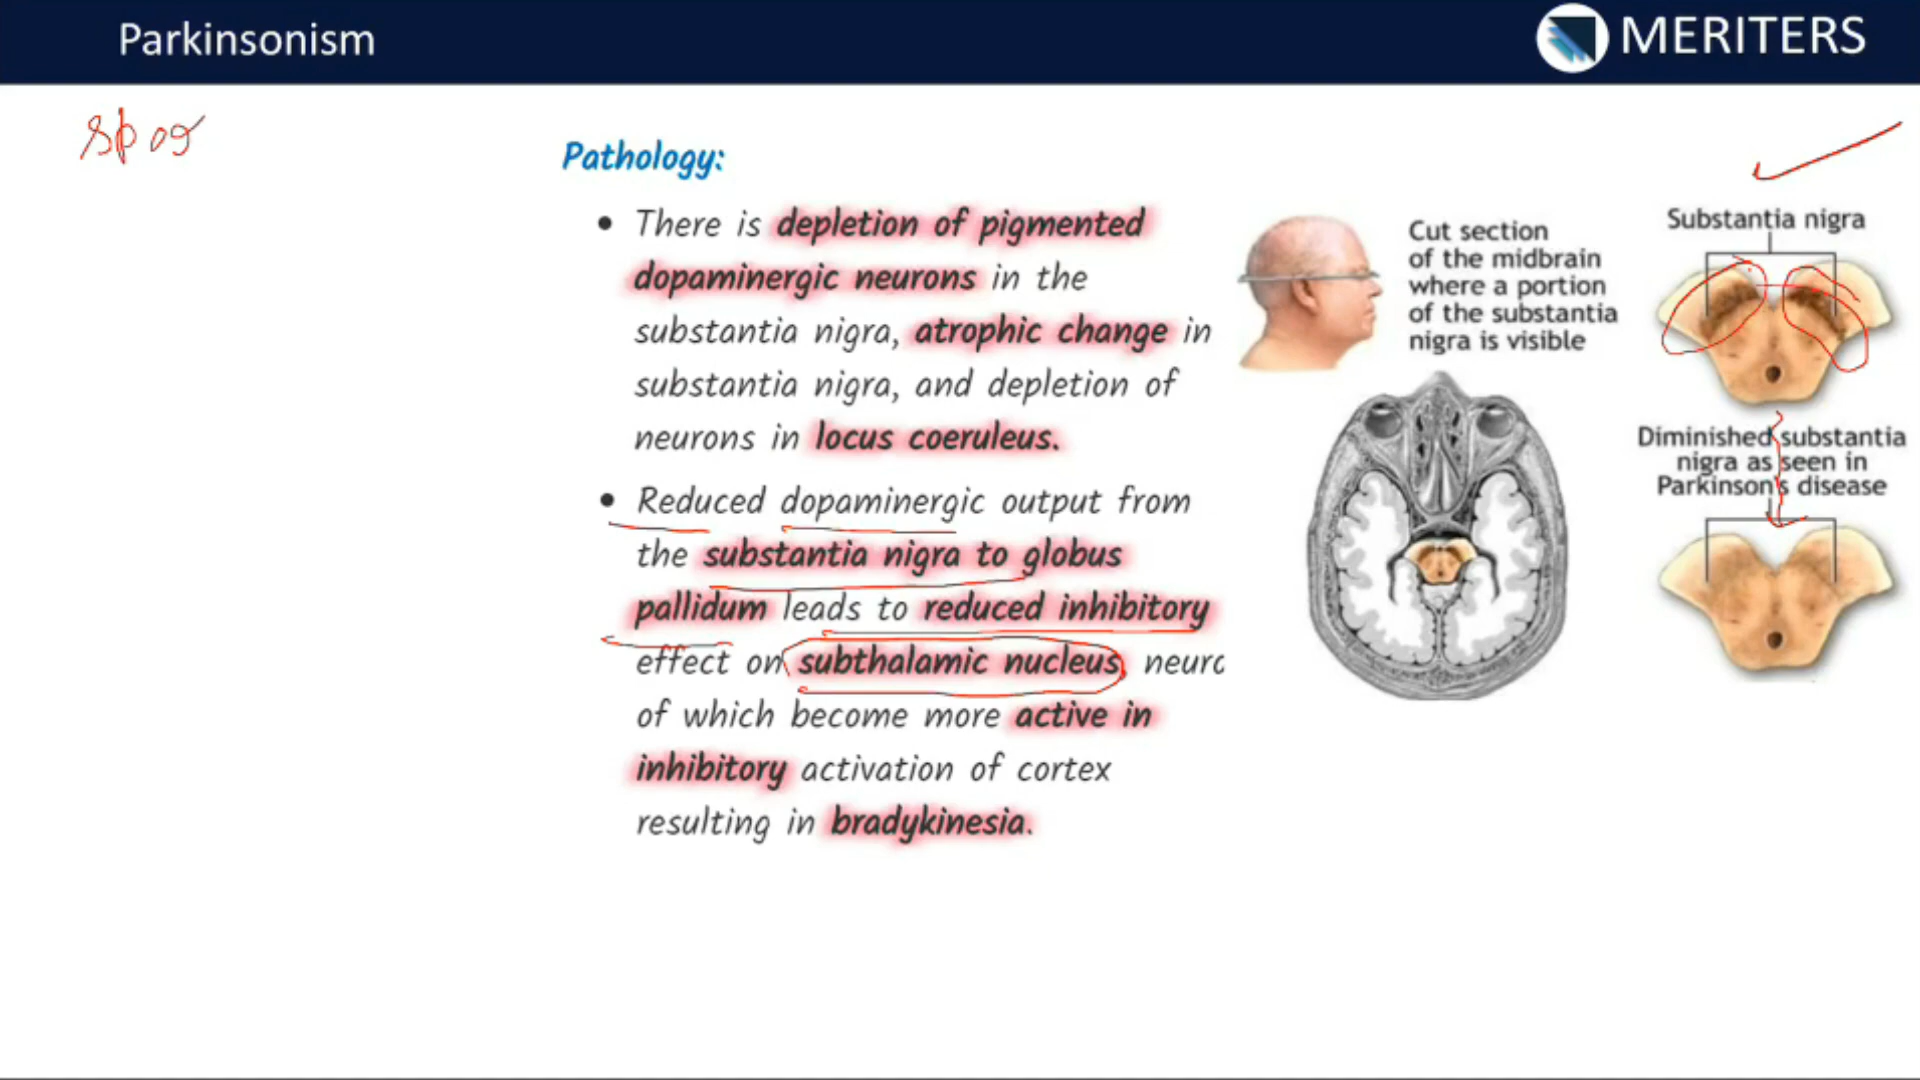 Parkinsonism
MERITERS
Pathology:
• There is depletion of pigmented
dopaminergic neurons in the
substantia nigra, atrophic change in
substantia nigra, and depletion of
neurons in locus coeruleus.
• Reduced dopaminergic output from
the substantia nigra to globus
pallidum leads to reduced inhibitory
effect on subthalamic nucleus, neuro
of which become more active in
inhibitory activation of cortex
resulting in bradykinesia.
Cut section
of the midbrain
where a portion
of the substantia
nigra is visible
Substantia nigra
Diminished substantia
nigra as seen in
Parkinson's disease